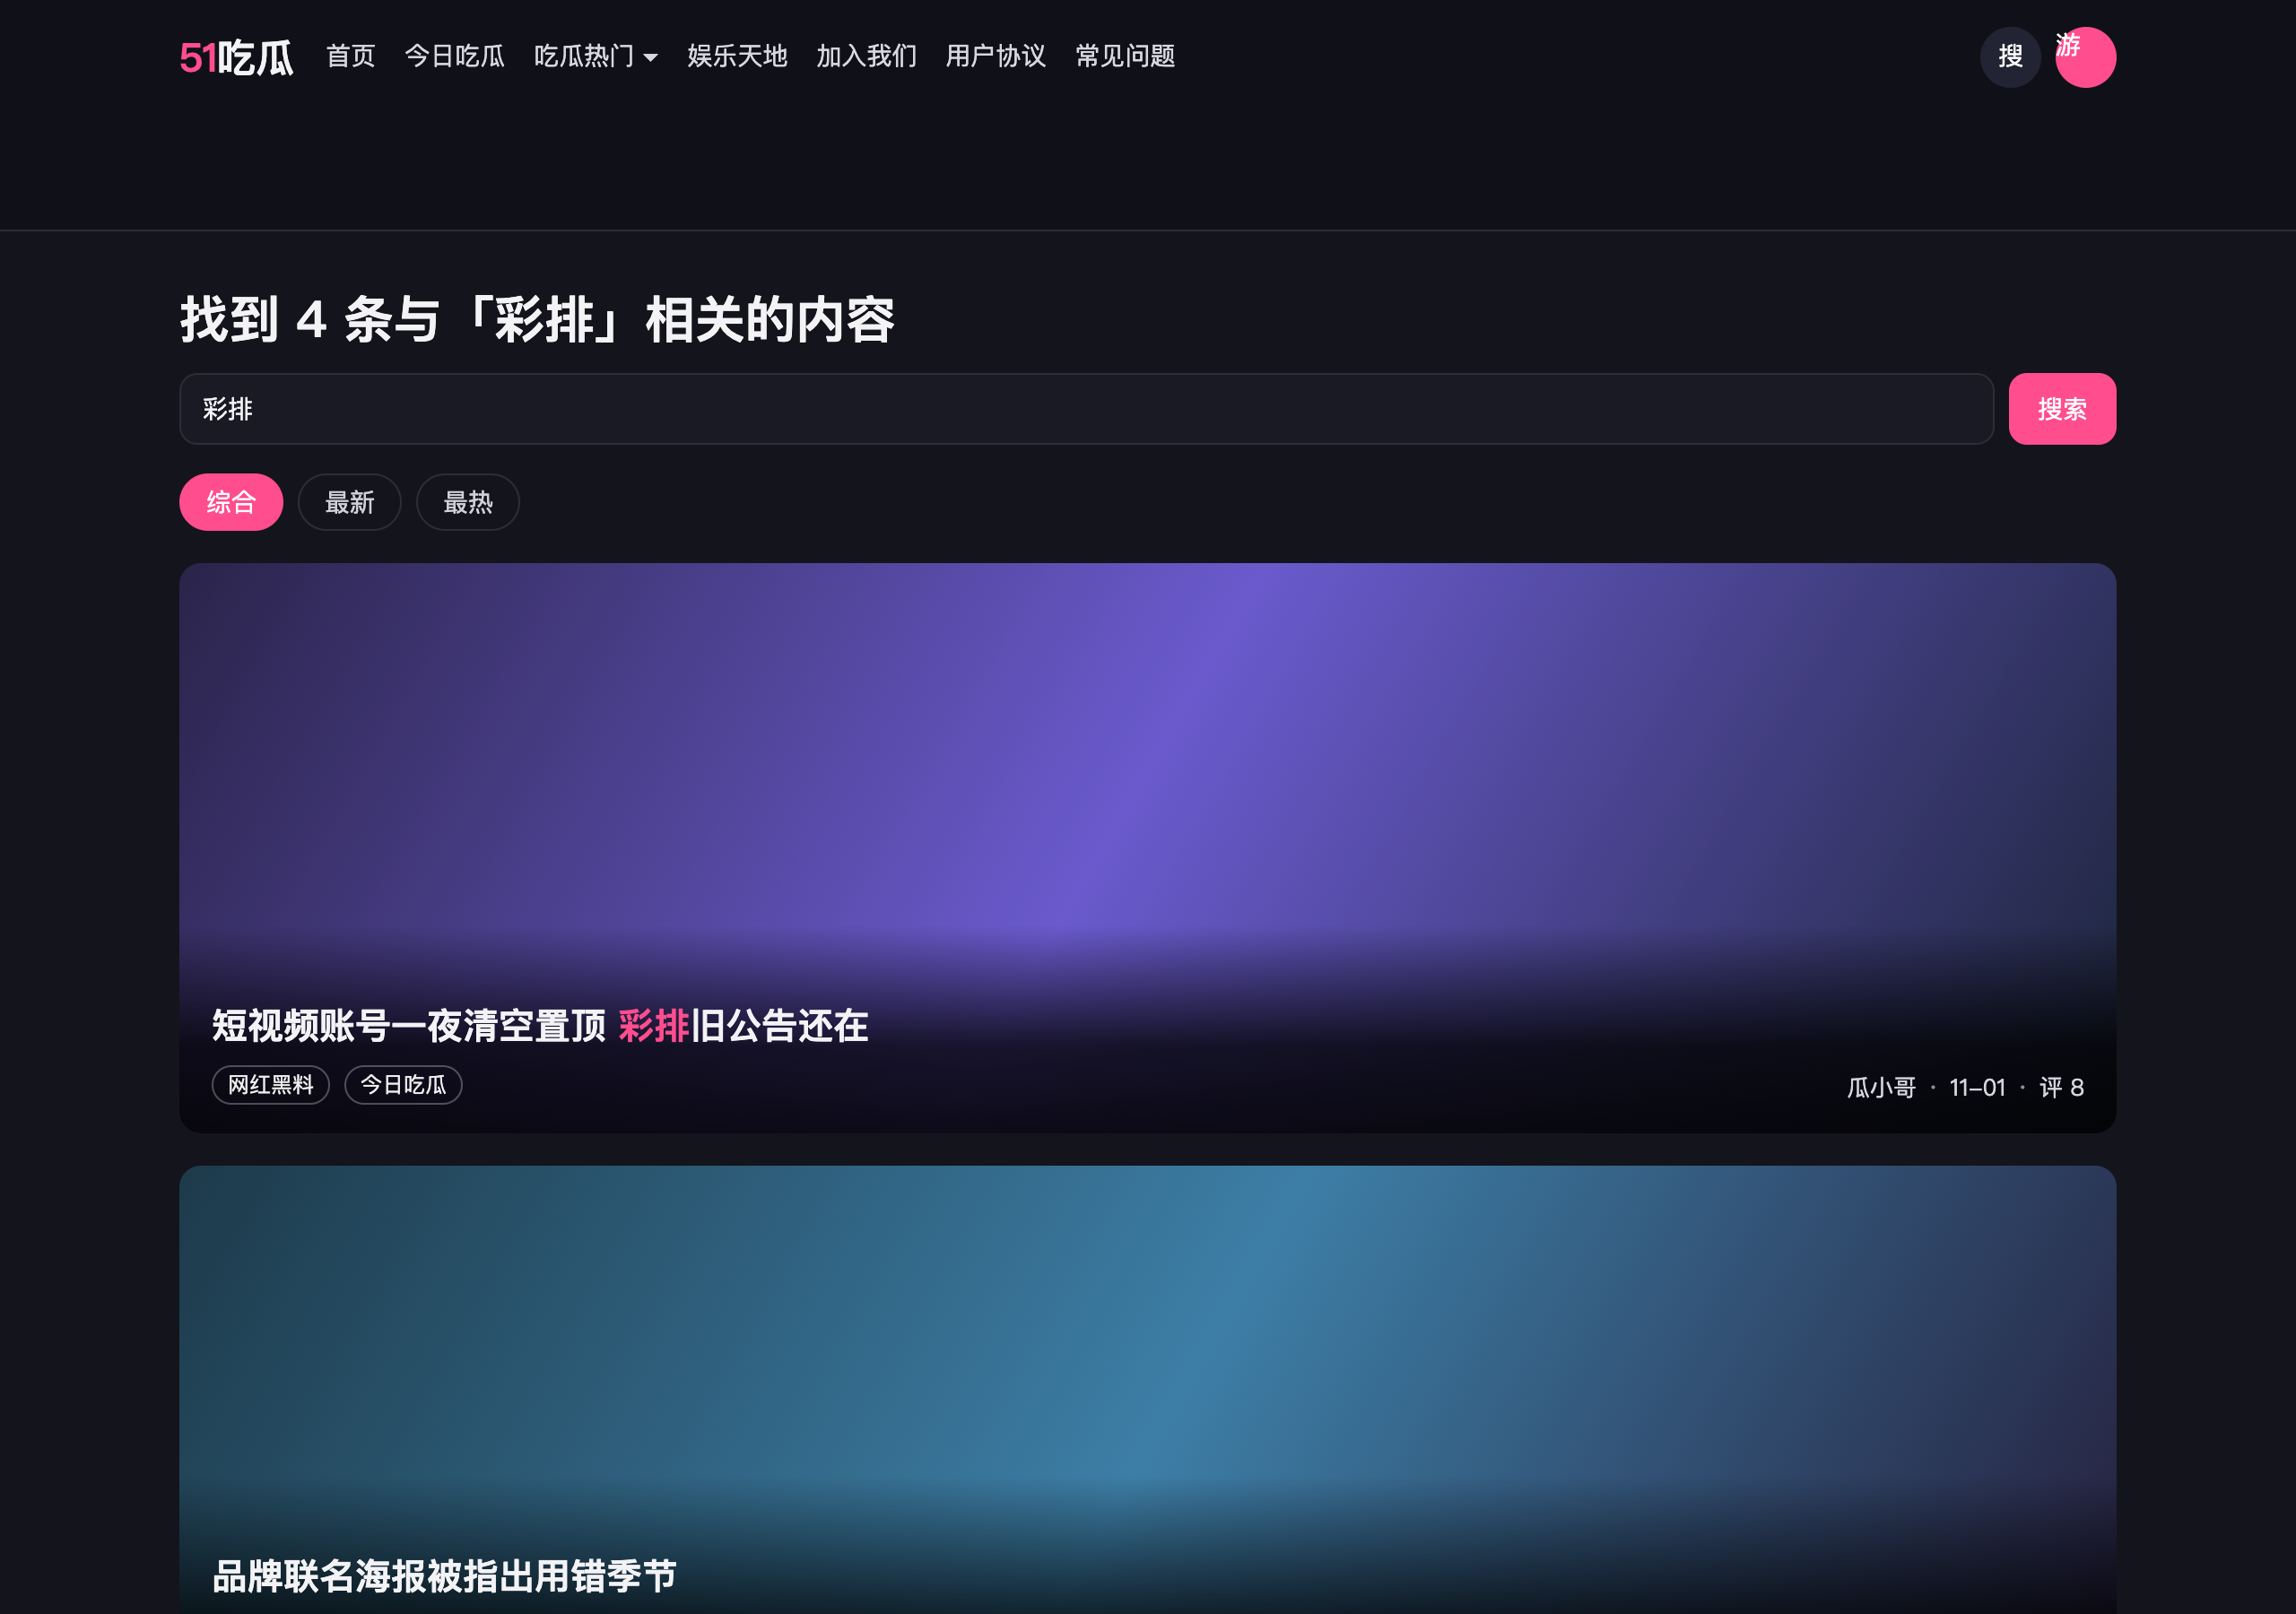 51吃瓜 首页 今日吃瓜 吃瓜热门 娱乐天地 加入我们 用户协议 常见问题 搜 游
找到 4 条与「彩排」相关的内容
彩排 搜索
综合 最新 最热
短视频账号一夜清空置顶 彩排旧公告还在
网红黑料 今日吃瓜 瓜小哥 · 11-01 · 评 8
品牌联名海报被指出用错季节